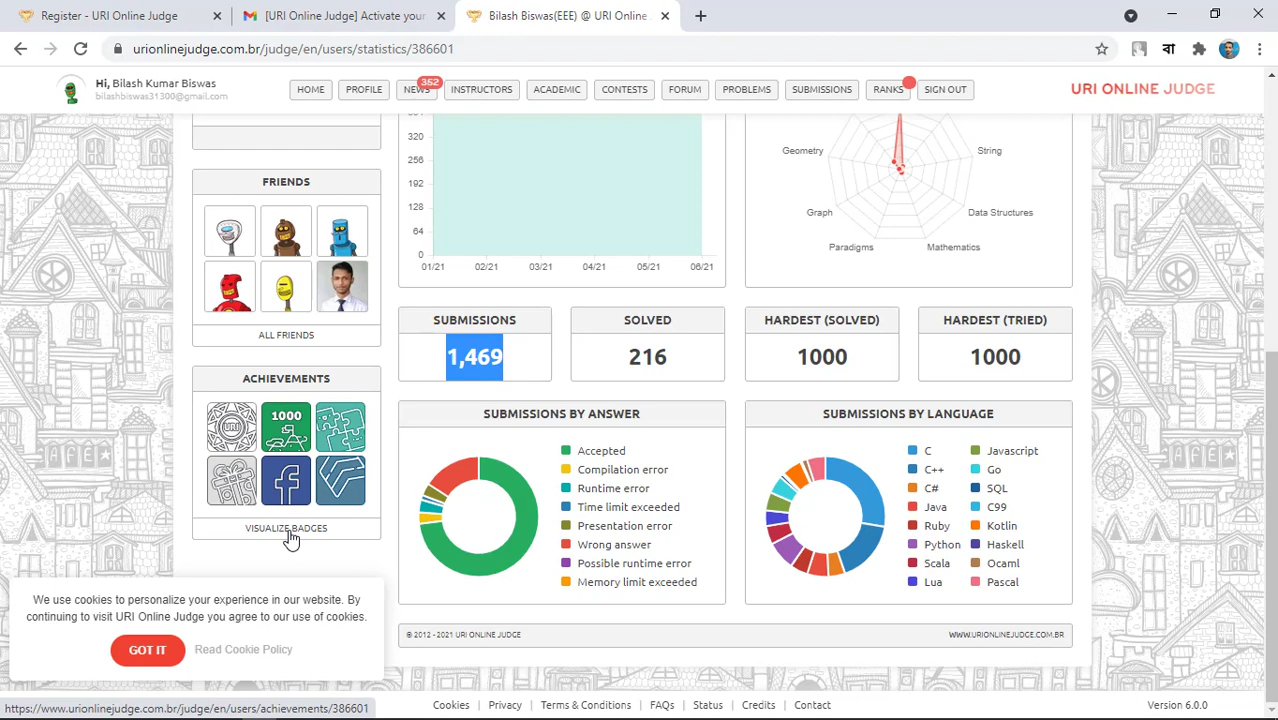 Register - URI Online Judge
[URI Online] Activate your
Bilash Biswas(EEE) @ URI Online
urionlinejudge.com.br/judge/en/users/statistics/386601
বা
Hi, Bilash Kumar Biswas
bilashbiswas31300@gmail.com
HOME
PROFILE
NEWS
352
INSTRUCTORS
ACADEMIC
CONTESTS
FORUM
PROBLEMS
SUBMISSIONS
RANKS
SIGN OUT
URI ONLINE JUDGE
FRIENDS
ALL FRIENDS
320
256
192
128
64
0
01/21
02/21
03/21
04/21
05/21
06/21
Geometry
String
Graph
Data Structures
Paradigms
Mathematics
SUBMISSIONS
1,469
SOLVED
216
HARDEST (SOLVED)
1000
HARDEST (TRIED)
1000
ACHIEVEMENTS
1000
VISUALIZE BADGES
SUBMISSIONS BY ANSWER
Accepted
Compilation error
Runtime error
Time limit exceeded
Presentation error
Wrong answer
Possible runtime error
Memory limit exceeded
SUBMISSIONS BY LANGUAGE
C
C++
C#
Java
Ruby
Python
Scala
Lua
Javascript
Go
SQL
C99
Kotlin
Haskell
Ocaml
Pascal
We use cookies to personalize your experience in our website. By
continuing to visit URI Online Judge you agree to our use of cookies.
GOT IT
Read Cookie Policy
© 2012 - 2021 URI ONLINE JUDGE
WWW.URIONLINEJUDGE.COM.BR
https://www.urionlinejudge.com.br/judge/en/users/achievements/386601
Cookies
Privacy
Terms & Conditions
FAQs
Status
Credits
Contact
Version 6.0.0